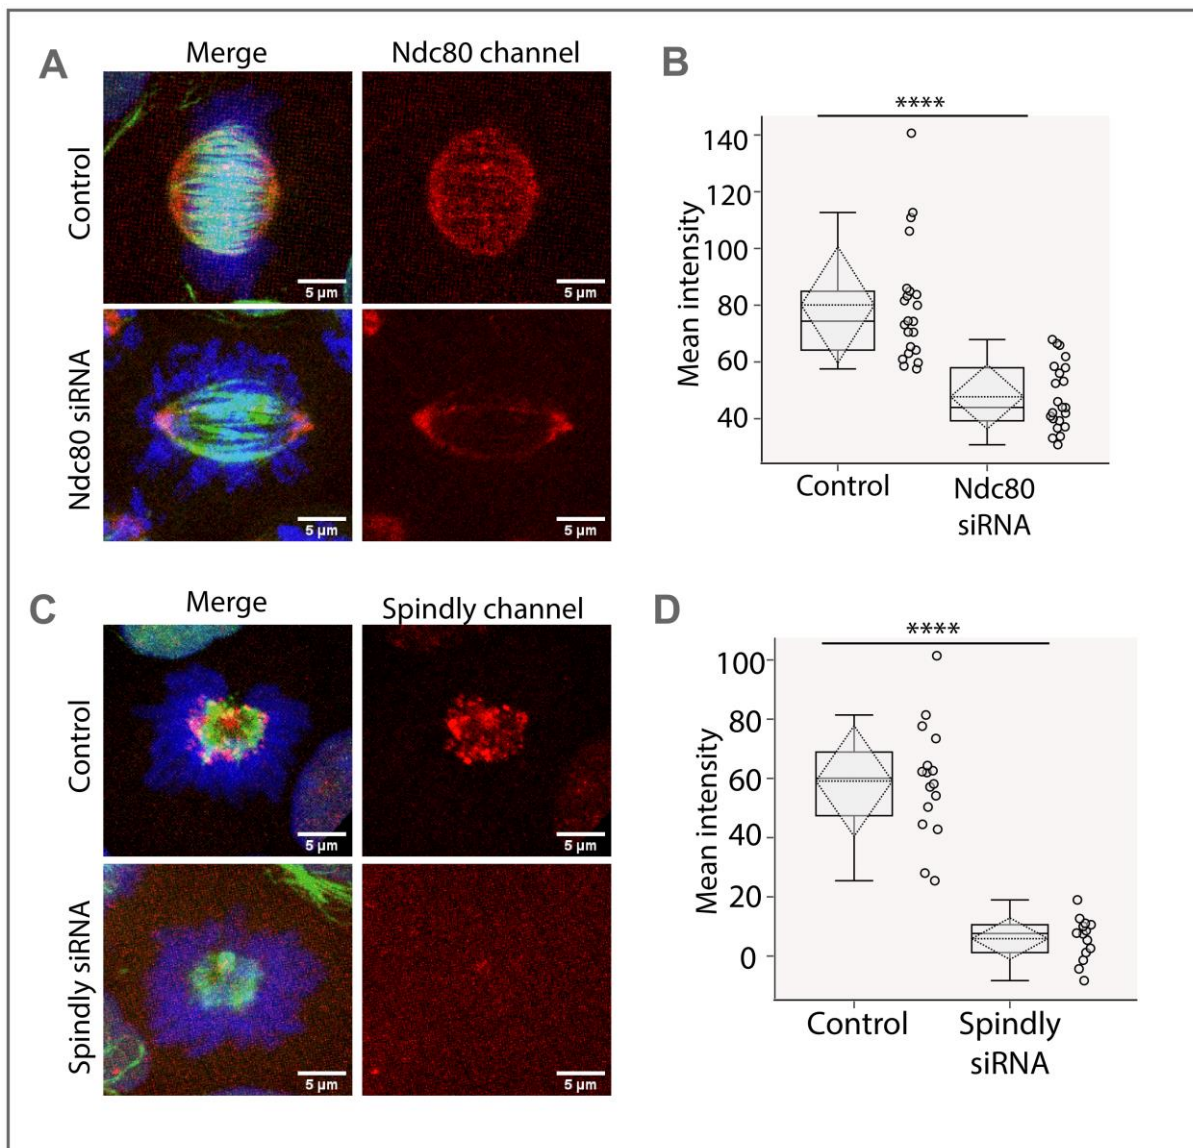 A
Merge
Ndc80 channel
Control
5 µm
5 µm
Ndc80 siRNA
5 µm
5 µm
B
****
Mean intensity
140
120
100
80
60
40
Control
Ndc80
siRNA
C
Merge
Spindly channel
Control
5 µm
5 µm
Spindly siRNA
5 µm
5 µm
D
****
Mean intensity
100
80
60
40
20
0
Control
Spindly
siRNA